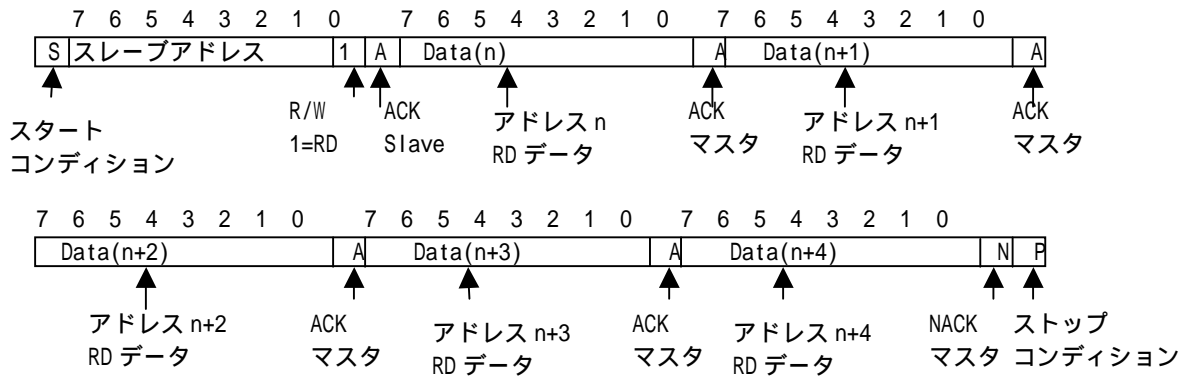 7 6 5 4 3 2 1 0 7 6 5 4 3 2 1 0 7 6 5 4 3 2 1 0
S スレーブアドレス 1 A Data(n) A Data(n+1) A
スタート
コンディション
R/W
1=RD
ACK
Slave
アドレス n
RD データ
ACK
マスタ
アドレス n+1
RD データ
ACK
マスタ
7 6 5 4 3 2 1 0 7 6 5 4 3 2 1 0 7 6 5 4 3 2 1 0
Data(n+2) A Data(n+3) A Data(n+4) N P
アドレス n+2
RD データ
ACK
マスタ
アドレス n+3
RD データ
ACK
マスタ
アドレス n+4
RD データ
NACK
マスタ
ストップ
コンディション